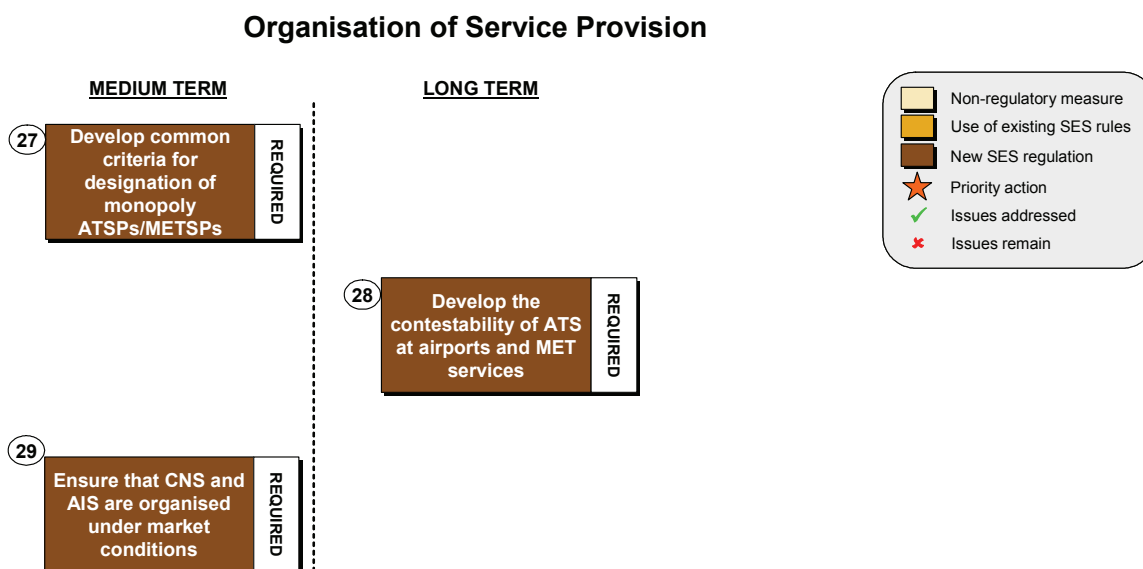 Organisation of Service Provision
MEDIUM TERM
LONG TERM
27
Develop common
criteria for
designation of
monopoly
ATSPs/METSPs
REQUIRED
28
Develop the
contestability of ATS
at airports and MET
services
REQUIRED
29
Ensure that CNS and
AIS are organised
under market
conditions
REQUIRED
Non-regulatory measure
Use of existing SES rules
New SES regulation
Priority action
Issues addressed
Issues remain